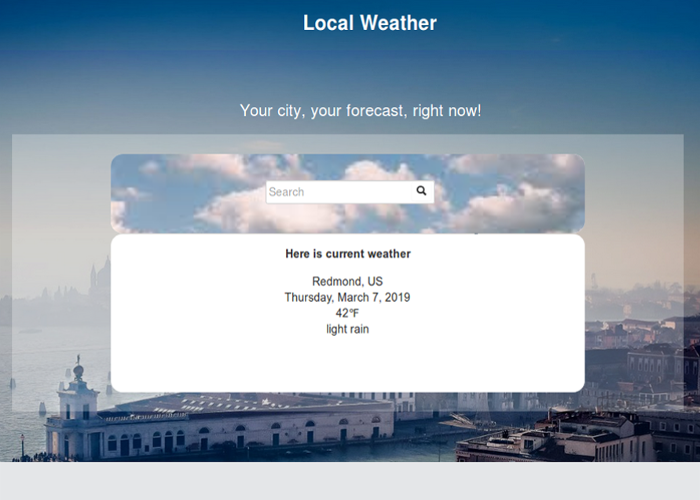 Local Weather
Your city, your forecast, right now!
Search
Here is current weather
Redmond, US
Thursday, March 7, 2019
42°F
light rain